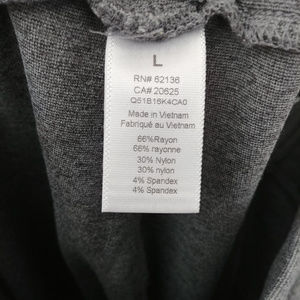 L
RN# 62136
CA# 20625
Q51B16K4CA0
Made in Vietnam
Fabriqué au Vietnam
66%Rayon
66% rayonne
30% Nylon
30% nylon
4% Spandex
4% Spandex